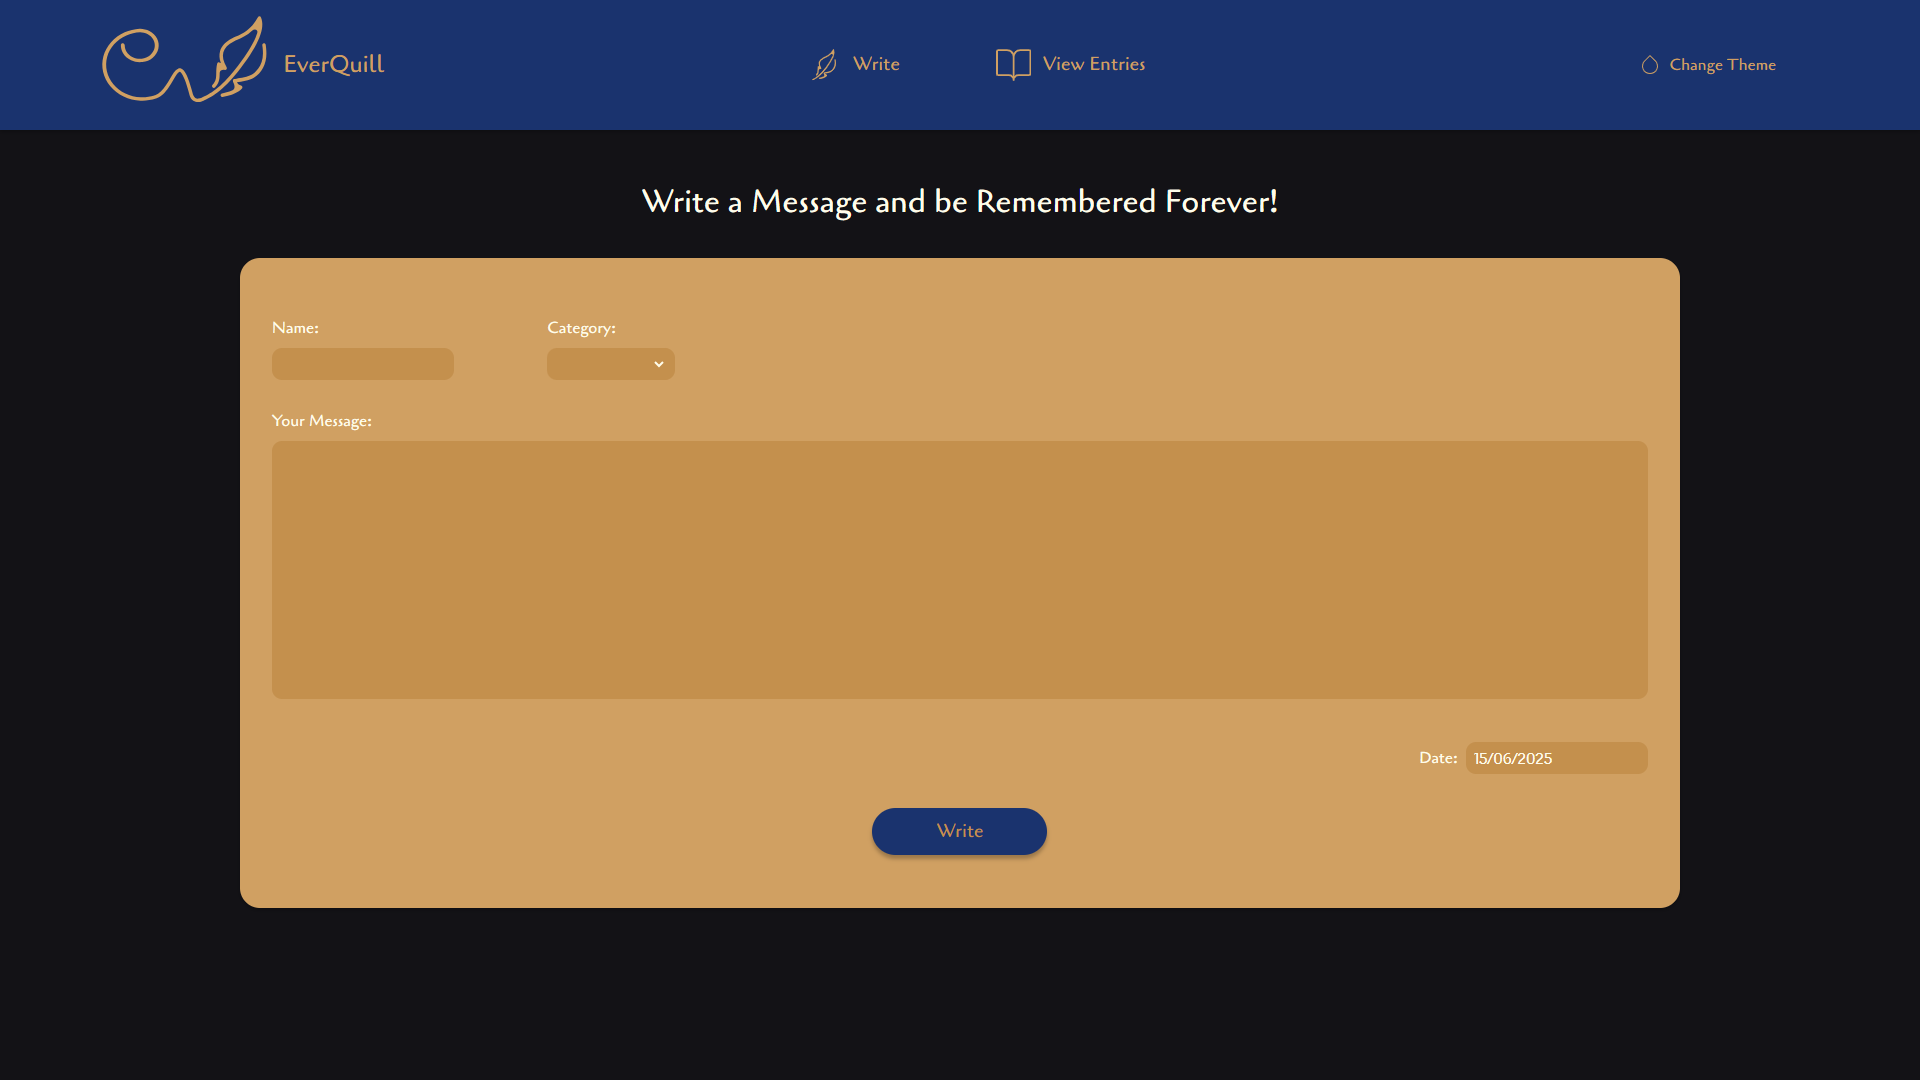 EverQuill
Write
View Entries
Change Theme
Write a Message and be Remembered Forever!
Name:
Category:
Your Message:
Date: 15/06/2025
Write